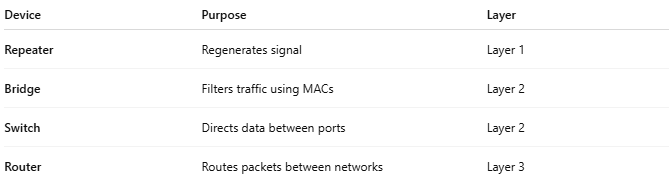 Device Purpose Layer
Repeater Regenerates signal Layer 1
Bridge Filters traffic using MACs Layer 2
Switch Directs data between ports Layer 2
Router Routes packets between networks Layer 3